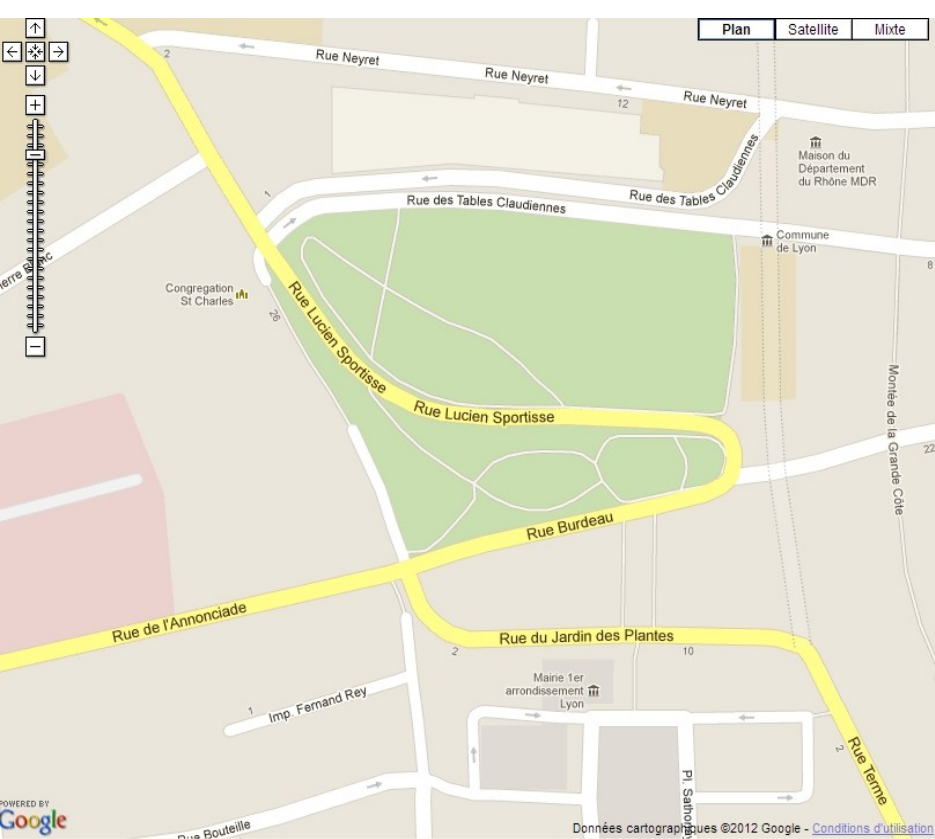 Plan
Satellite
Mixte
2
Rue Neyret
Rue Neyret
Rue Neyret
12
Maison du
Département
du Rhône MDR
1
Rue des Tables Claudiennes
Rue des Tables Claudiennes
Commune
de Lyon
8
Congregation
St Charles
26
Rue Lucien Sportisse
Rue Lucien Sportisse
Montée de la Grande Côte
22
Rue Burdeau
Rue de l'Annonciade
Rue du Jardin des Plantes
2
10
Mairie 1er
arrondissement
Lyon
1
Imp. Fernand Rey
2
Rue Terme
Pl. Sathonay
POWERED BY
Google
Rue Bouteille
Données cartographiques ©2012 Google - Conditions d'utilisation